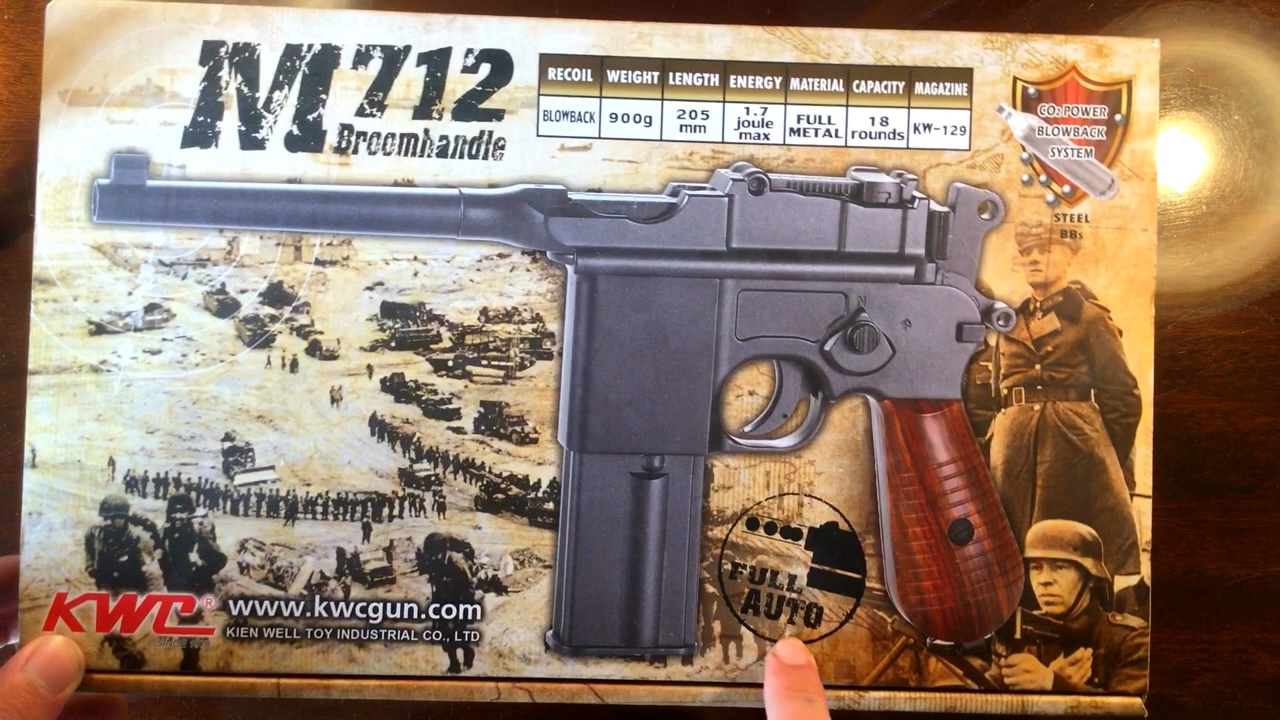 M712
Broomhandle
RECOIL WEIGHT LENGTH ENERGY MATERIAL CAPACITY MAGAZINE
BLOWBACK 900g 205 mm 1.7 joule max FULL METAL 18 rounds KW-129
CO2 POWER
BLOWBACK
SYSTEM
STEEL
BBs
N
FULL
AUTO
KWC®
www.kwcgun.com
KIEN WELL TOY INDUSTRIAL CO., LTD